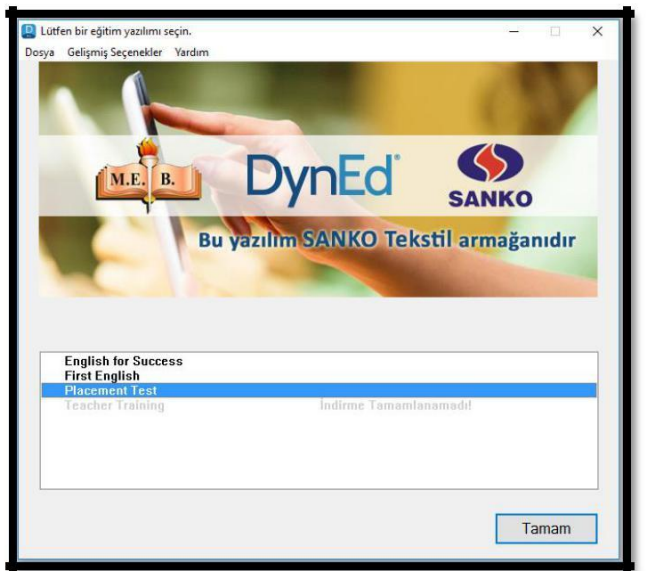 Lütfen bir eğitim yazılımı seçin.
Dosya Gelişmiş Seçenekler Yardım
M.E. B.
DynEd
SANKO
Bu yazılım SANKO Tekstil armağanıdır
English for Success
First English
Placement Test
Teacher Training İndirme Tamamlanamadı!
Tamam